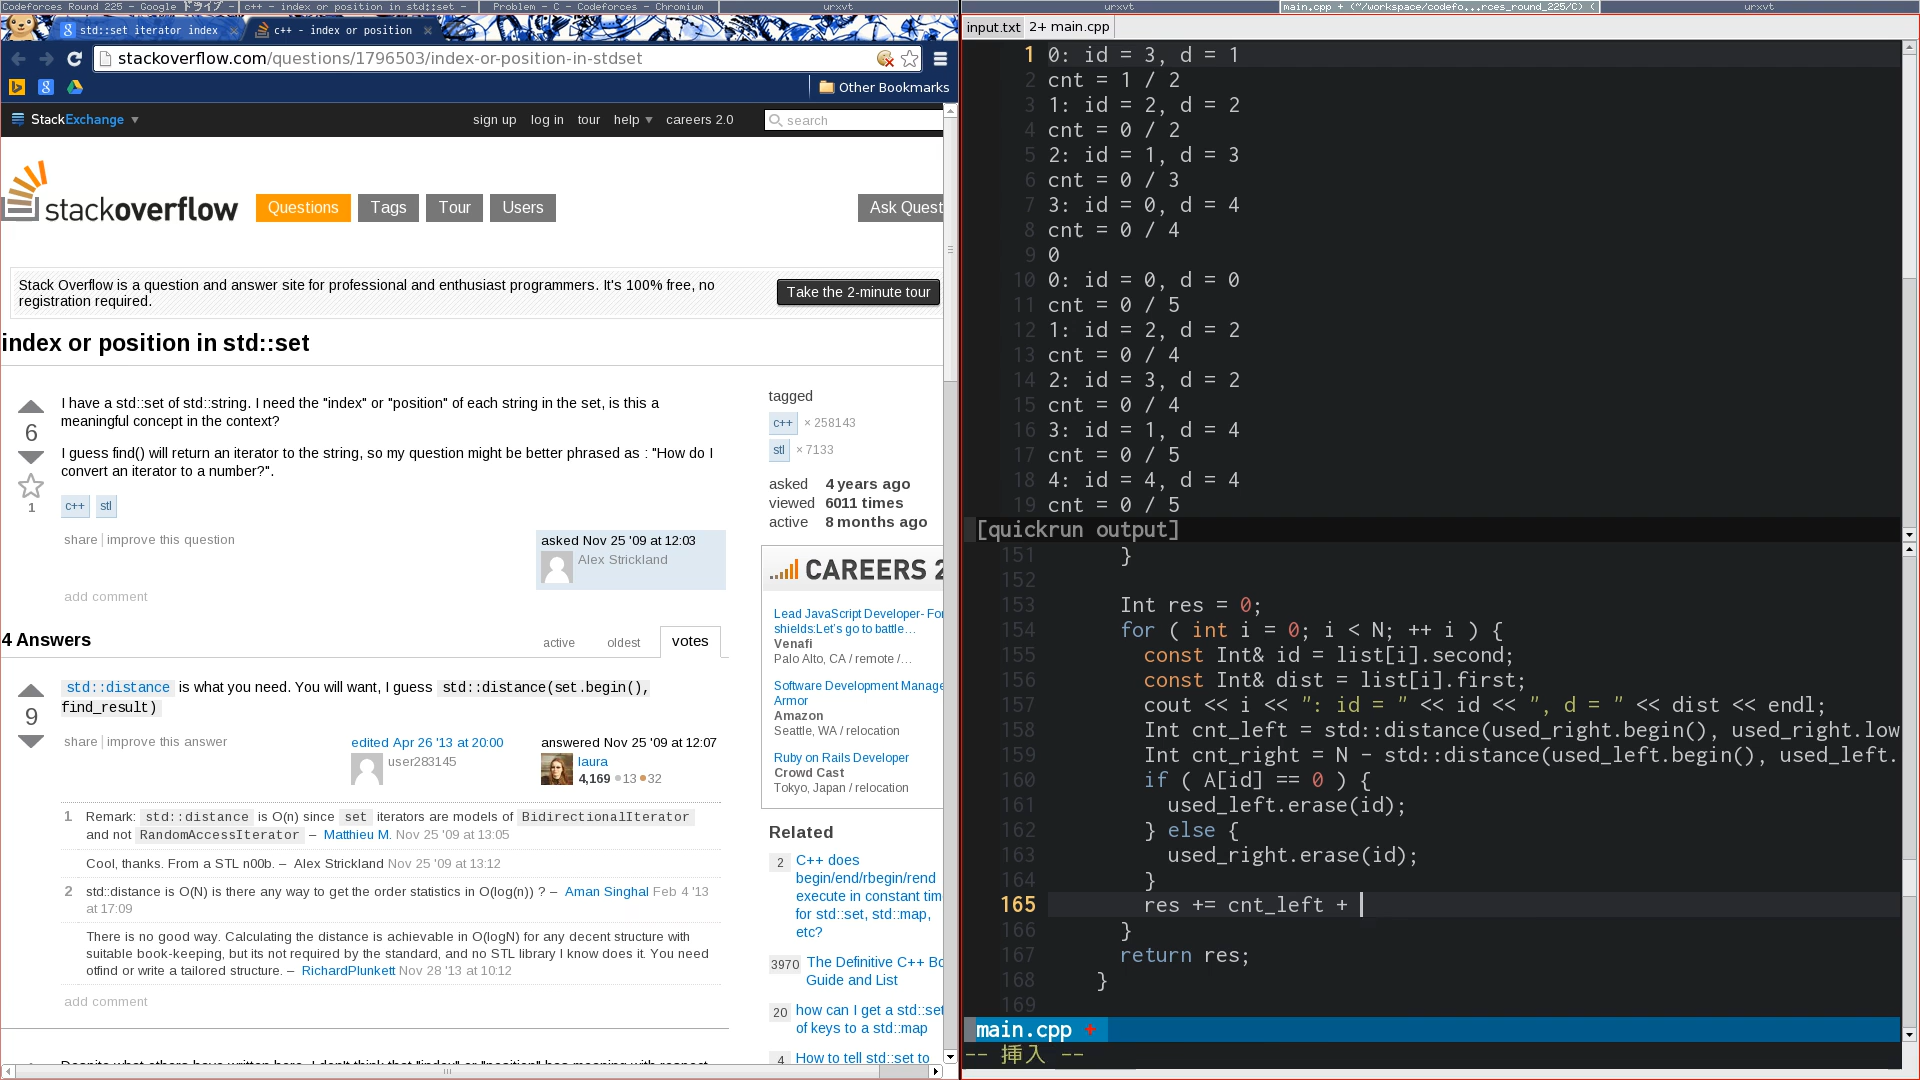 Codeforces Round 225 - Google ドライブ -
c++ - index or position in std::set -
Problem - C - Codeforces - Chromium
urxvt
urxvt
main.cpp + (~/workspace/codefo...rces_round_225/C) (
urxvt
std::set iterator index
c++ - index or position
stackoverflow.com/questions/1796503/index-or-position-in-stdset
Other Bookmarks
StackExchange
sign up log in tour help careers 2.0
search
stackoverflow
Questions
Tags
Tour
Users
Ask Quest
Stack Overflow is a question and answer site for professional and enthusiast programmers. It's 100% free, no
registration required.
Take the 2-minute tour
index or position in std::set
6
I have a std::set of std::string. I need the "index" or "position" of each string in the set, is this a
meaningful concept in the context?
I guess find() will return an iterator to the string, so my question might be better phrased as : "How do I
convert an iterator to a number?".
1
c++ stl
share improve this question
asked Nov 25 '09 at 12:03
Alex Strickland
add comment
tagged
c++ × 258143
stl × 7133
asked 4 years ago
viewed 6011 times
active 8 months ago
CAREERS 2
Lead JavaScript Developer- For
shields:Let's go to battle…
Venafi
Palo Alto, CA / remote /…
Software Development Manage
Armor
Amazon
Seattle, WA / relocation
Ruby on Rails Developer
Crowd Cast
Tokyo, Japan / relocation
4 Answers
active oldest votes
9
std::distance is what you need. You will want, I guess std::distance(set.begin(),
find_result)
share improve this answer
edited Apr 26 '13 at 20:00
user283145
answered Nov 25 '09 at 12:07
laura
4,169 13 32
1 Remark: std::distance is O(n) since set iterators are models of BidirectionalIterator
and not RandomAccessIterator – Matthieu M. Nov 25 '09 at 13:05
Cool, thanks. From a STL n00b. – Alex Strickland Nov 25 '09 at 13:12
2 std::distance is O(N) is there any way to get the order statistics in O(log(n)) ? – Aman Singhal Feb 4 '13
at 17:09
There is no good way. Calculating the distance is achievable in O(logN) for any decent structure with
suitable book-keeping, but its not required by the standard, and no STL library I know does it. You need
otfind or write a tailored structure. – RichardPlunkett Nov 28 '13 at 10:12
add comment
Despite what others have written here, I don't think that "index" or "position" has meaning with respect
Related
2 C++ does
begin/end/rbegin/rend
execute in constant tim
for std::set, std::map,
etc?
3970 The Definitive C++ Bo
Guide and List
20 how can I get a std::set
of keys to a std::map
4 How to tell std::set to
input.txt 2+ main.cpp
1 0: id = 3, d = 1
2 cnt = 1 / 2
3 1: id = 2, d = 2
4 cnt = 0 / 2
5 2: id = 1, d = 3
6 cnt = 0 / 3
7 3: id = 0, d = 4
8 cnt = 0 / 4
9 0
10 0: id = 0, d = 0
11 cnt = 0 / 5
12 1: id = 2, d = 2
13 cnt = 0 / 4
14 2: id = 3, d = 2
15 cnt = 0 / 4
16 3: id = 1, d = 4
17 cnt = 0 / 5
18 4: id = 4, d = 4
19 cnt = 0 / 5
[quickrun output]
151 }
152
153 Int res = 0;
154 for ( int i = 0; i < N; ++ i ) {
155 const Int& id = list[i].second;
156 const Int& dist = list[i].first;
157 cout << i << ": id = " << id << ", d = " << dist << endl;
158 Int cnt_left = std::distance(used_right.begin(), used_right.low
159 Int cnt_right = N - std::distance(used_left.begin(), used_left.
160 if ( A[id] == 0 ) {
161 used_left.erase(id);
162 } else {
163 used_right.erase(id);
164 }
165 res += cnt_left +
166 }
167 return res;
168 }
169
main.cpp +
-- 挿入 --